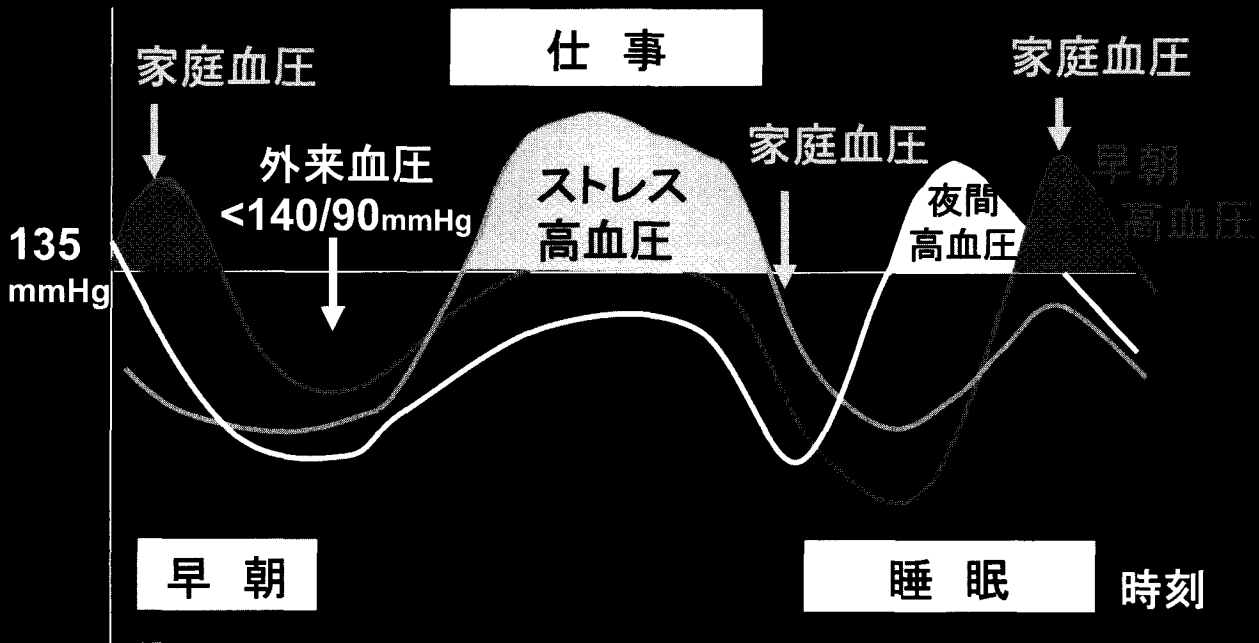 仕 事
家庭血圧
家庭血圧
外来血圧
<140/90mmHg
家庭血圧
早朝
高血圧
ストレス
高血圧
夜間
高血圧
135
mmHg
早 朝
睡 眠
時刻